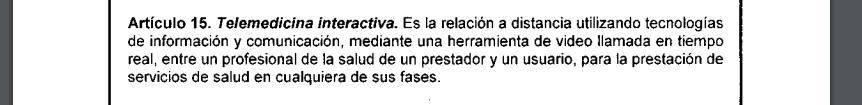 Artículo 15. Telemedicina interactiva. Es la relación a distancia utilizando tecnologías
de información y comunicación, mediante una herramienta de video llamada en tiempo
real, entre un profesional de la salud de un prestador y un usuario, para la prestación de
servicios de salud en cualquiera de sus fases.